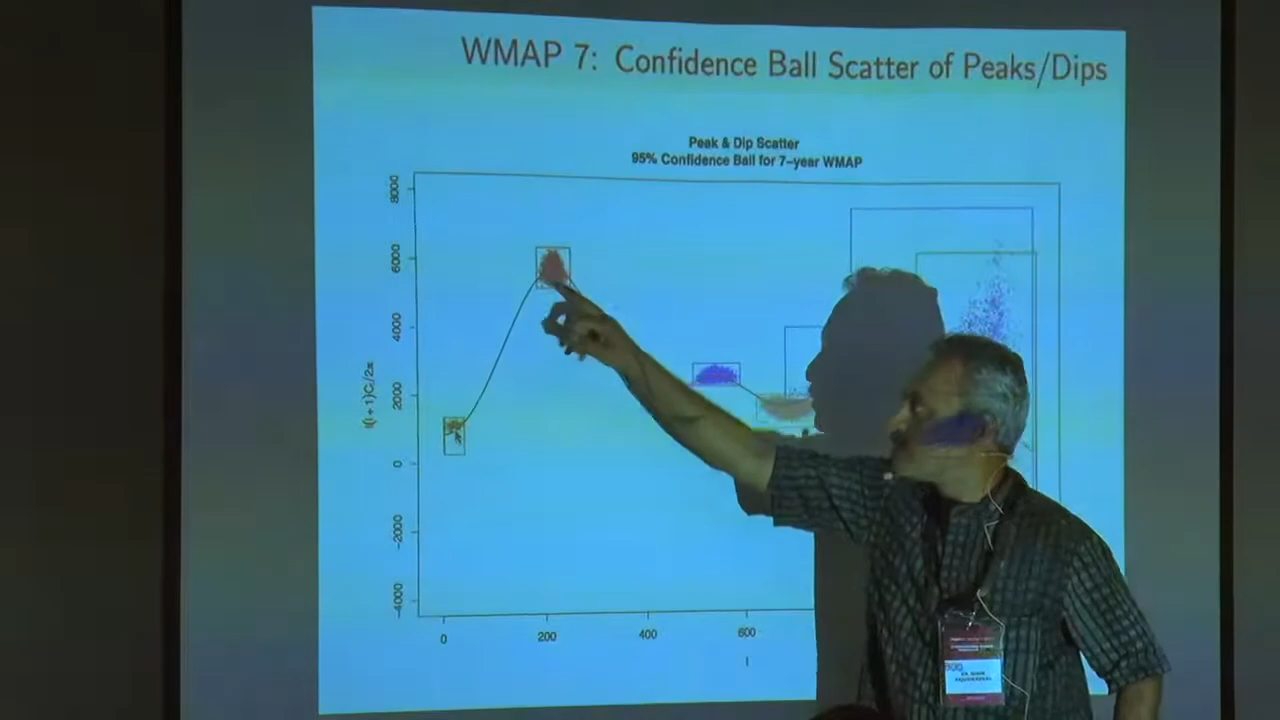 WMAP 7: Confidence Ball Scatter of Peaks/Dips
Peak & Dip Scatter
95% Confidence Ball for 7-year WMAP
8000
6000
4000
2000
0
-2000
-4000
l(l + 1)Cₗ/2π
0
200
400
600
l